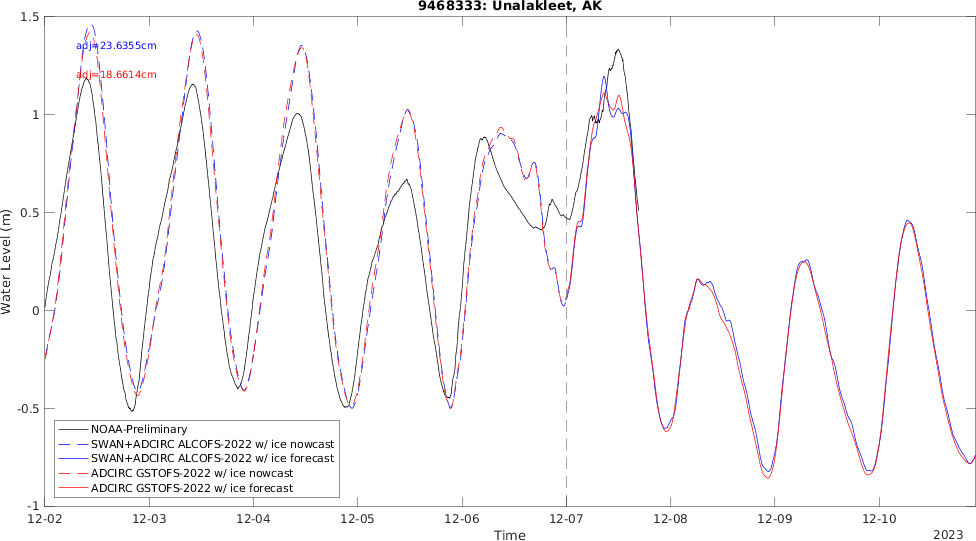 9468333: Unalakleet, AK
1.5
adj=23.6355cm
adj=18.6614cm
1
0.5
0
-0.5
-1
Water Level (m)
NOAA-Preliminary
SWAN+ADCIRC ALCOFS-2022 w/ ice nowcast
SWAN+ADCIRC ALCOFS-2022 w/ ice forecast
ADCIRC GSTOFS-2022 w/ ice nowcast
ADCIRC GSTOFS-2022 w/ ice forecast
12-02 12-03 12-04 12-05 12-06 12-07 12-08 12-09 12-10
Time
2023